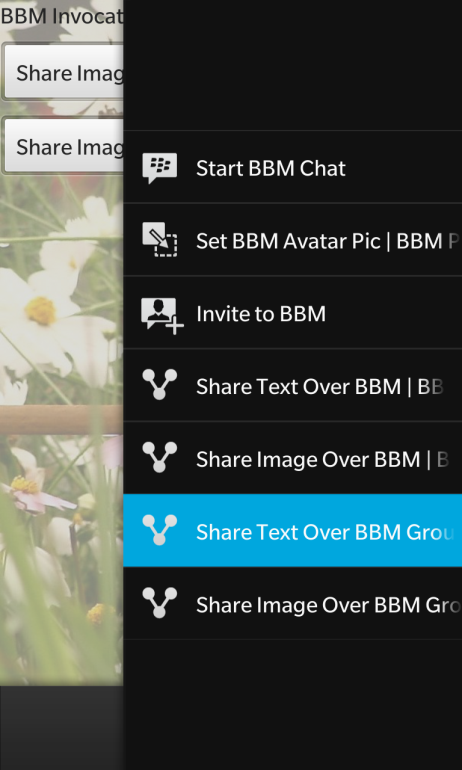 BBM Invocat
Share Imag
Share Imag
Start BBM Chat
Set BBM Avatar Pic | BBM P
Invite to BBM
Share Text Over BBM | BB
Share Image Over BBM | B
Share Text Over BBM Grou
Share Image Over BBM Gro